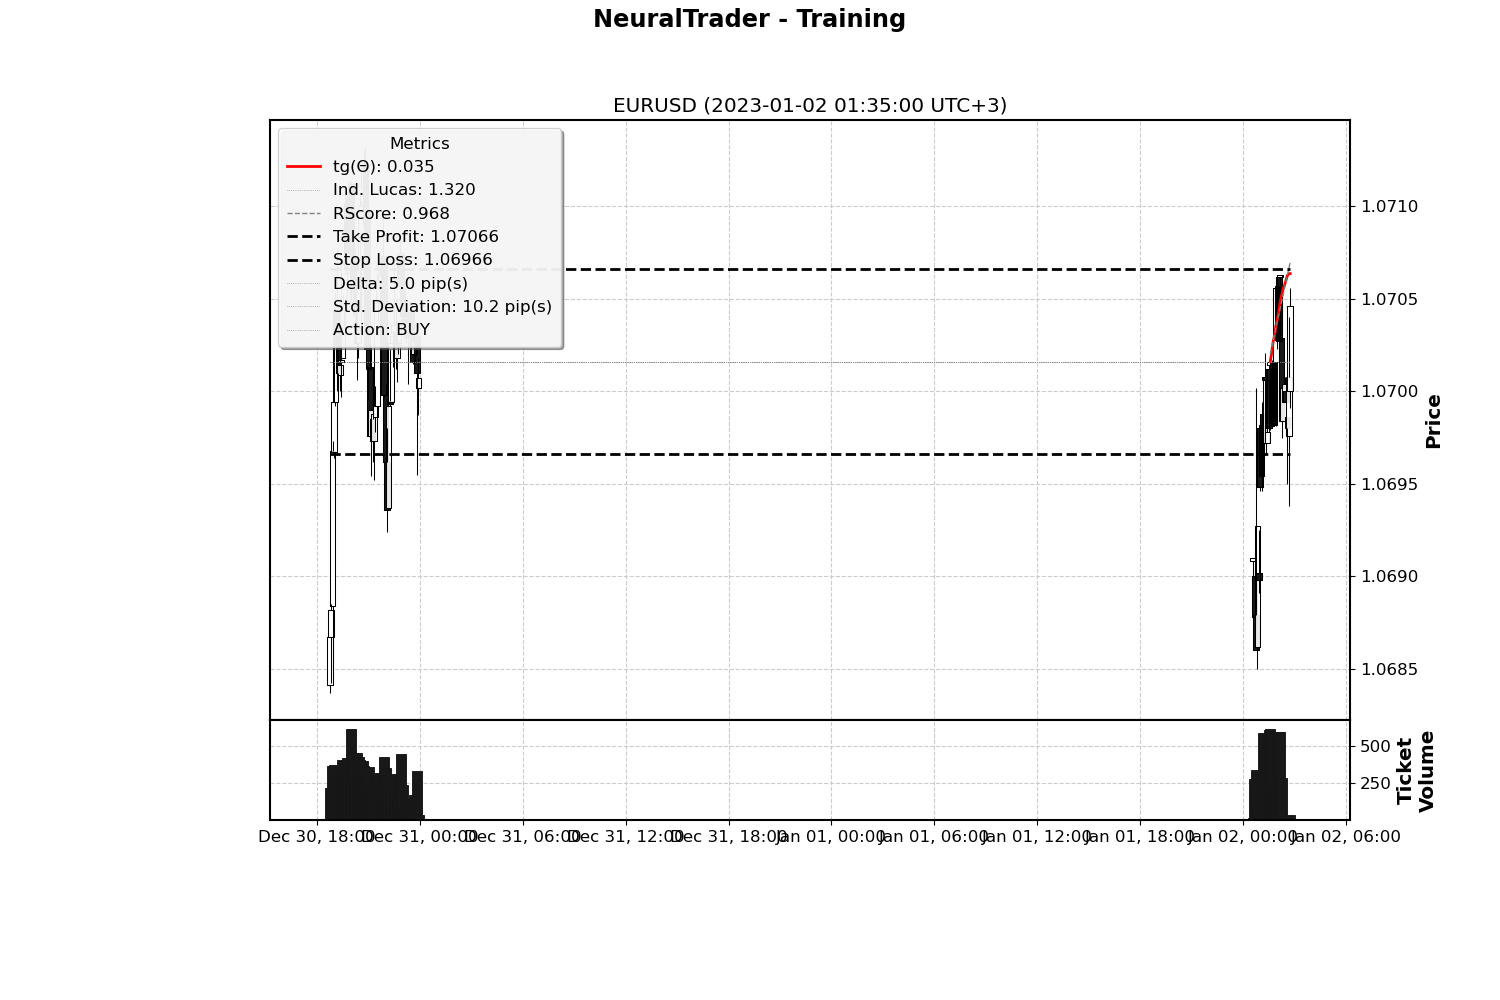 NeuralTrader - Training
EURUSD (2023-01-02 01:35:00 UTC+3)
Metrics
tg(Θ): 0.035
Ind. Lucas: 1.320
RScore: 0.968
Take Profit: 1.07066
Stop Loss: 1.06966
Delta: 5.0 pip(s)
Std. Deviation: 10.2 pip(s)
Action: BUY
1.0710
1.0705
1.0700
1.0695
1.0690
1.0685
Price
500
250
Ticket
Volume
Dec 30, 18:00
Dec 31, 00:00
Dec 31, 06:00
Dec 31, 12:00
Dec 31, 18:00
Jan 01, 00:00
Jan 01, 06:00
Jan 01, 12:00
Jan 01, 18:00
Jan 02, 00:00
Jan 02, 06:00